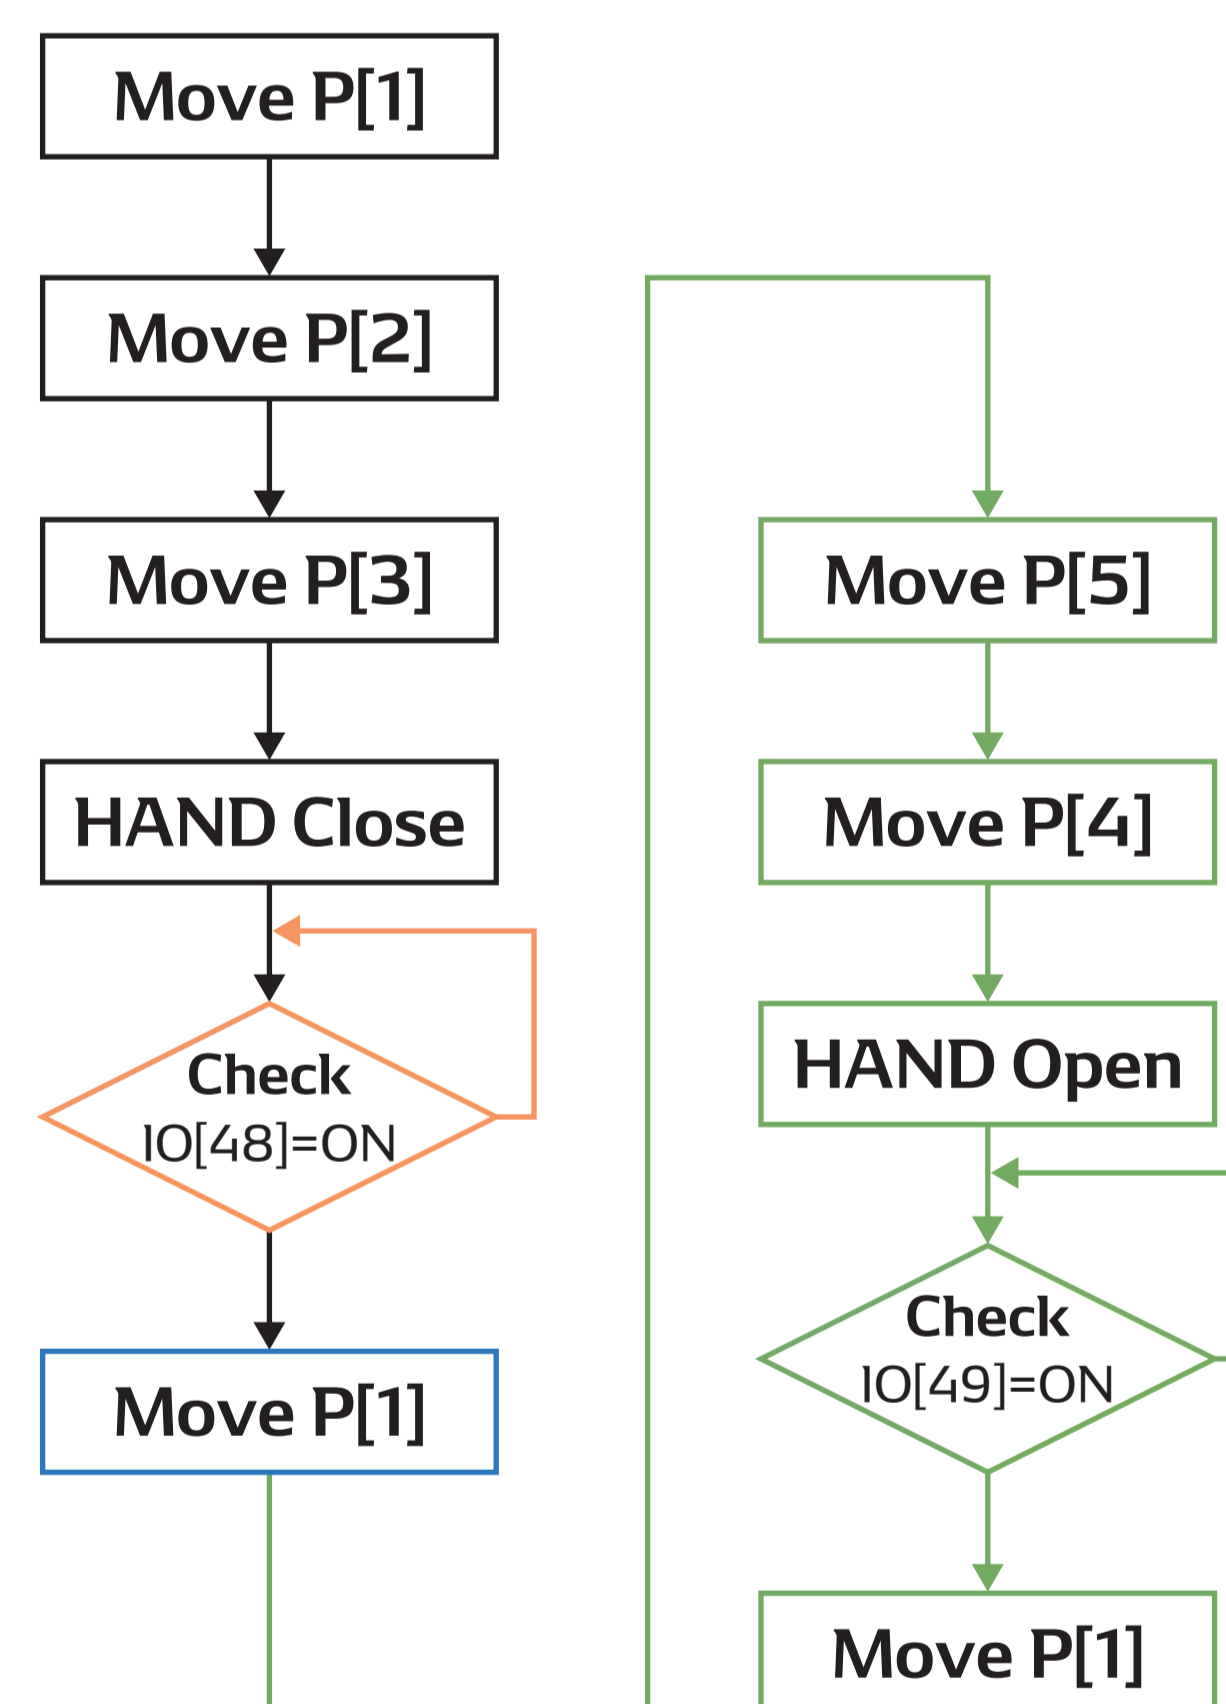 Move P[1]
Move P[2]
Move P[3]
HAND Close
Check
IO[48]=ON
Move P[1]
Move P[5]
Move P[4]
HAND Open
Check
IO[49]=ON
Move P[1]